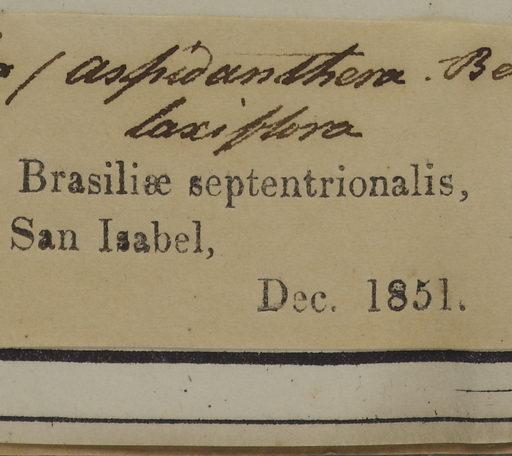 / aspidanthera. Be
laxiflora
Brasiliæ septentrionalis,
San Isabel,
Dec. 1851.